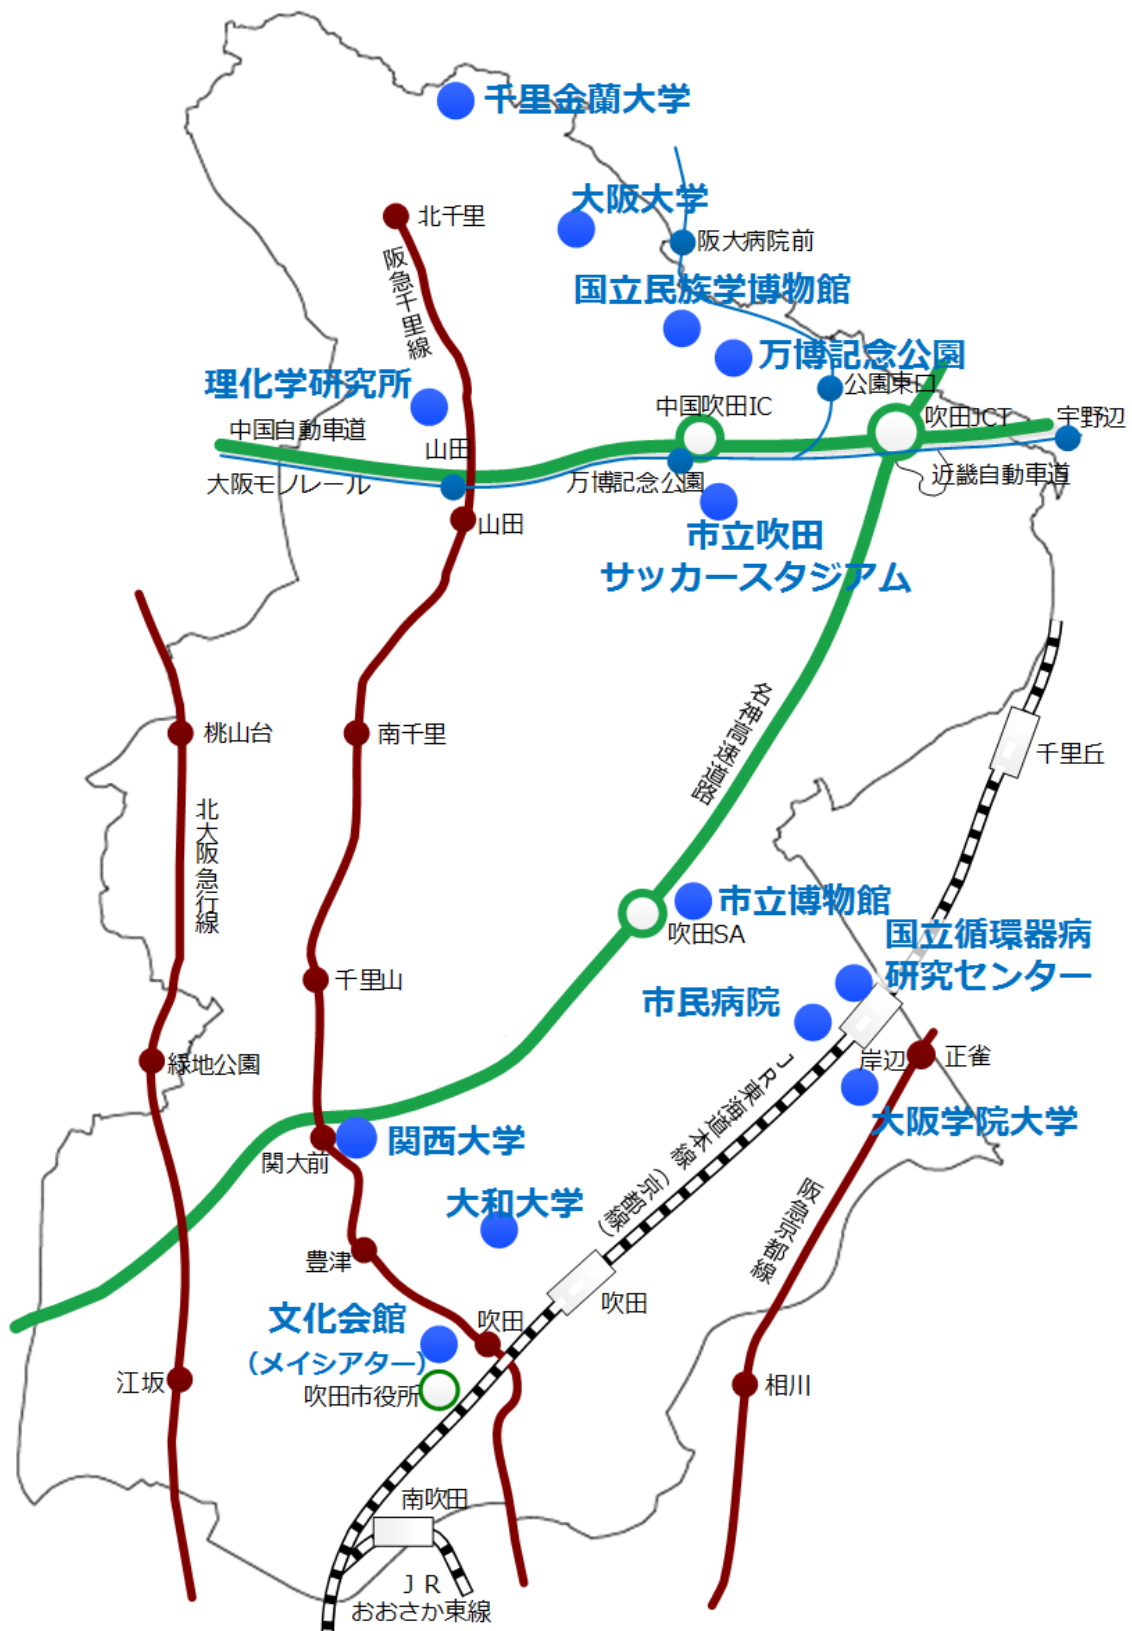 千里金蘭大学
大阪大学
北千里
阪大病院前
阪急千里線
国立民族学博物館
万博記念公園
理化学研究所
公園東口
中国吹田IC
吹田JCT
宇野辺
中国自動車道
山田
大阪モノレール
万博記念公園
近畿自動車道
山田
市立吹田
サッカースタジアム
名神高速道路
桃山台
南千里
千里丘
北大阪急行線
市立博物館
吹田SA
国立循環器病
研究センター
千里山
市民病院
緑地公園
岸辺
正雀
JR東海道本線(京都線)
大阪学院大学
関西大学
関大前
大和大学
阪急京都線
豊津
吹田
文化会館
吹田
(メイシアター)
江坂
吹田市役所
相川
南吹田
JR
おおさか東線